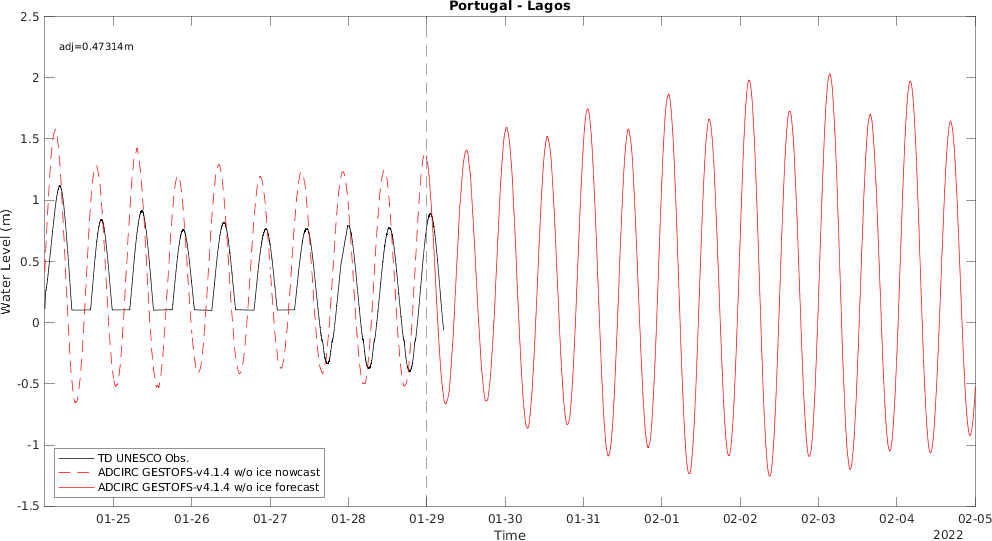 Portugal - Lagos
adj=0.47314m
Water Level (m)
2.5
2
1.5
1
0.5
0
-0.5
-1
-1.5
TD UNESCO Obs.
ADCIRC GESTOFS-v4.1.4 w/o ice nowcast
ADCIRC GESTOFS-v4.1.4 w/o ice forecast
01-25 01-26 01-27 01-28 01-29 01-30 01-31 02-01 02-02 02-03 02-04 02-05
Time
2022